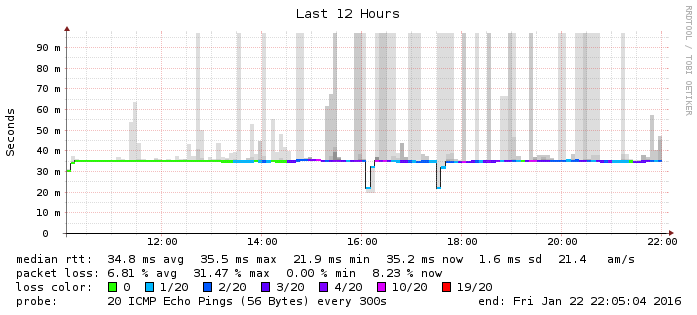 Last 12 Hours
RRDTOOL / TOBI OETIKER
Seconds
90 m
80 m
70 m
60 m
50 m
40 m
30 m
20 m
10 m
0
12:00 14:00 16:00 18:00 20:00 22:00
median rtt: 34.8 ms avg 35.5 ms max 21.9 ms min 35.2 ms now 1.6 ms sd 21.4 am/s
packet loss: 6.81 % avg 31.47 % max 0.00 % min 8.23 % now
loss color: 0 1/20 2/20 3/20 4/20 10/20 19/20
probe: 20 ICMP Echo Pings (56 Bytes) every 300s end: Fri Jan 22 22:05:04 2016